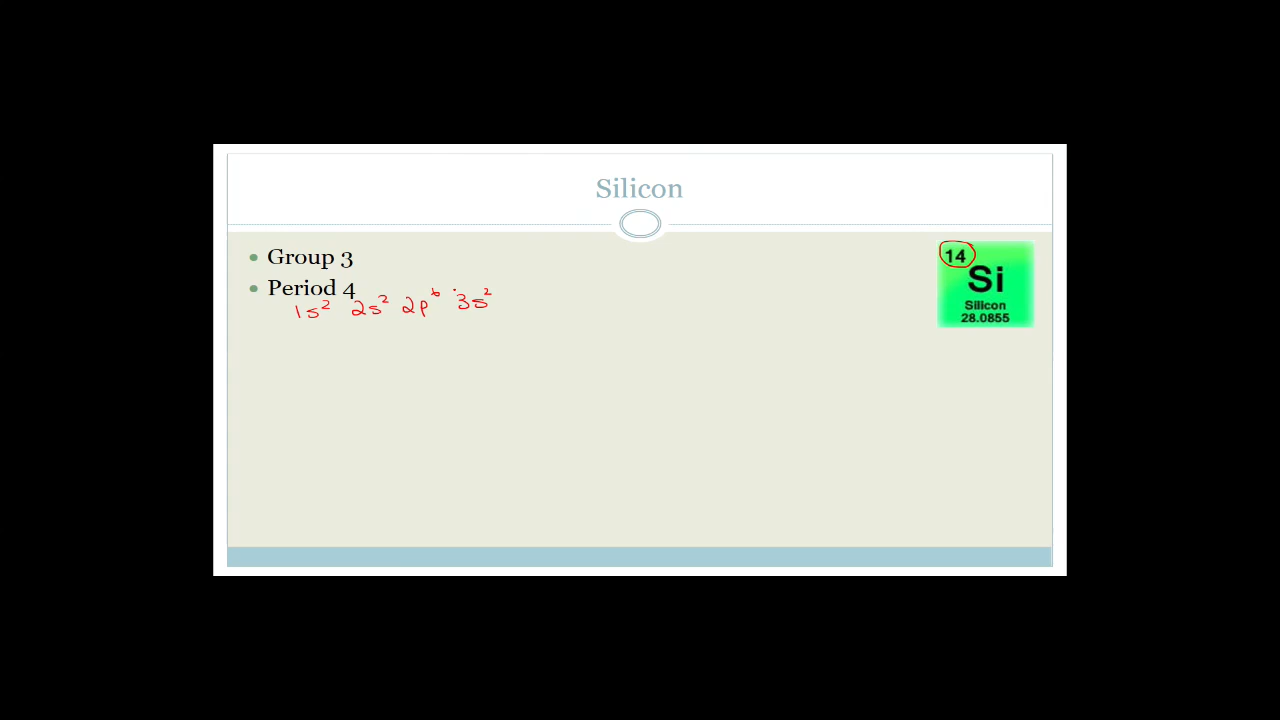 Silicon
Group 3
Period 4
1s² 2s² 2p⁶ 3s²
14
Si
Silicon
28.0855